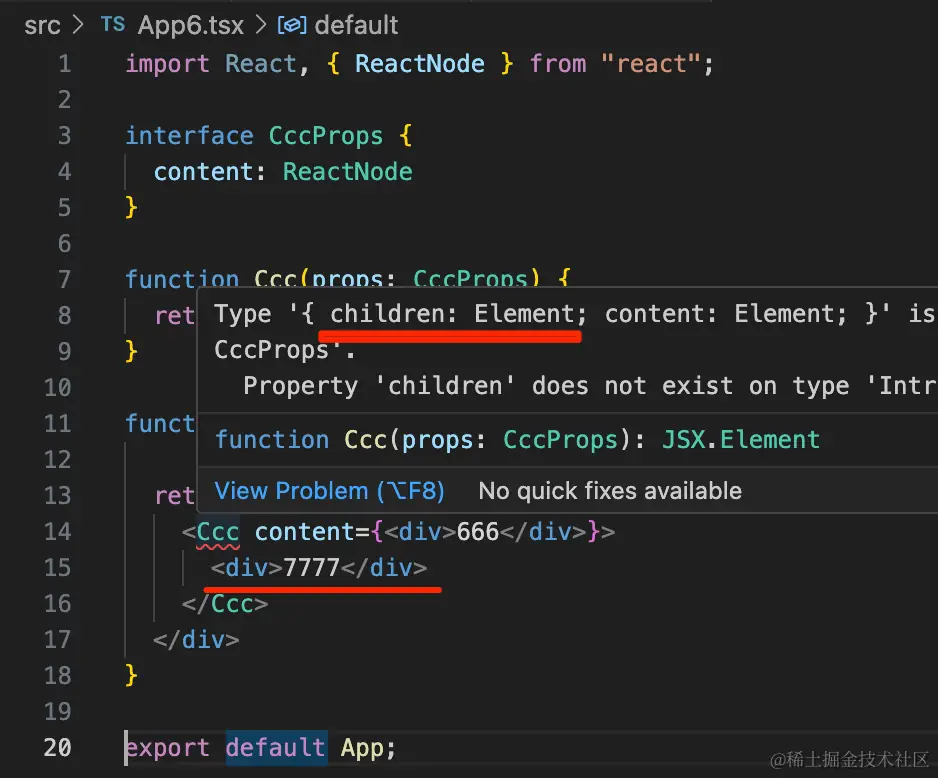 src > TS App6.tsx > default
1 import React, { ReactNode } from "react";
2
3 interface CccProps {
4 content: ReactNode
5 }
6
7 function Ccc(props: CccProps) {
8 ret
Type '{ children: Element; content: Element; }' is
9 }
CccProps'.
10
Property 'children' does not exist on type 'Intr
11 funct
function Ccc(props: CccProps): JSX.Element
12
13 ret
View Problem (⌥F8) No quick fixes available
14 <Ccc content={<div>666</div>}>
15 <div>7777</div>
16 </Ccc>
17 </div>
18 }
19
20 export default App;
@稀土掘金技术社区